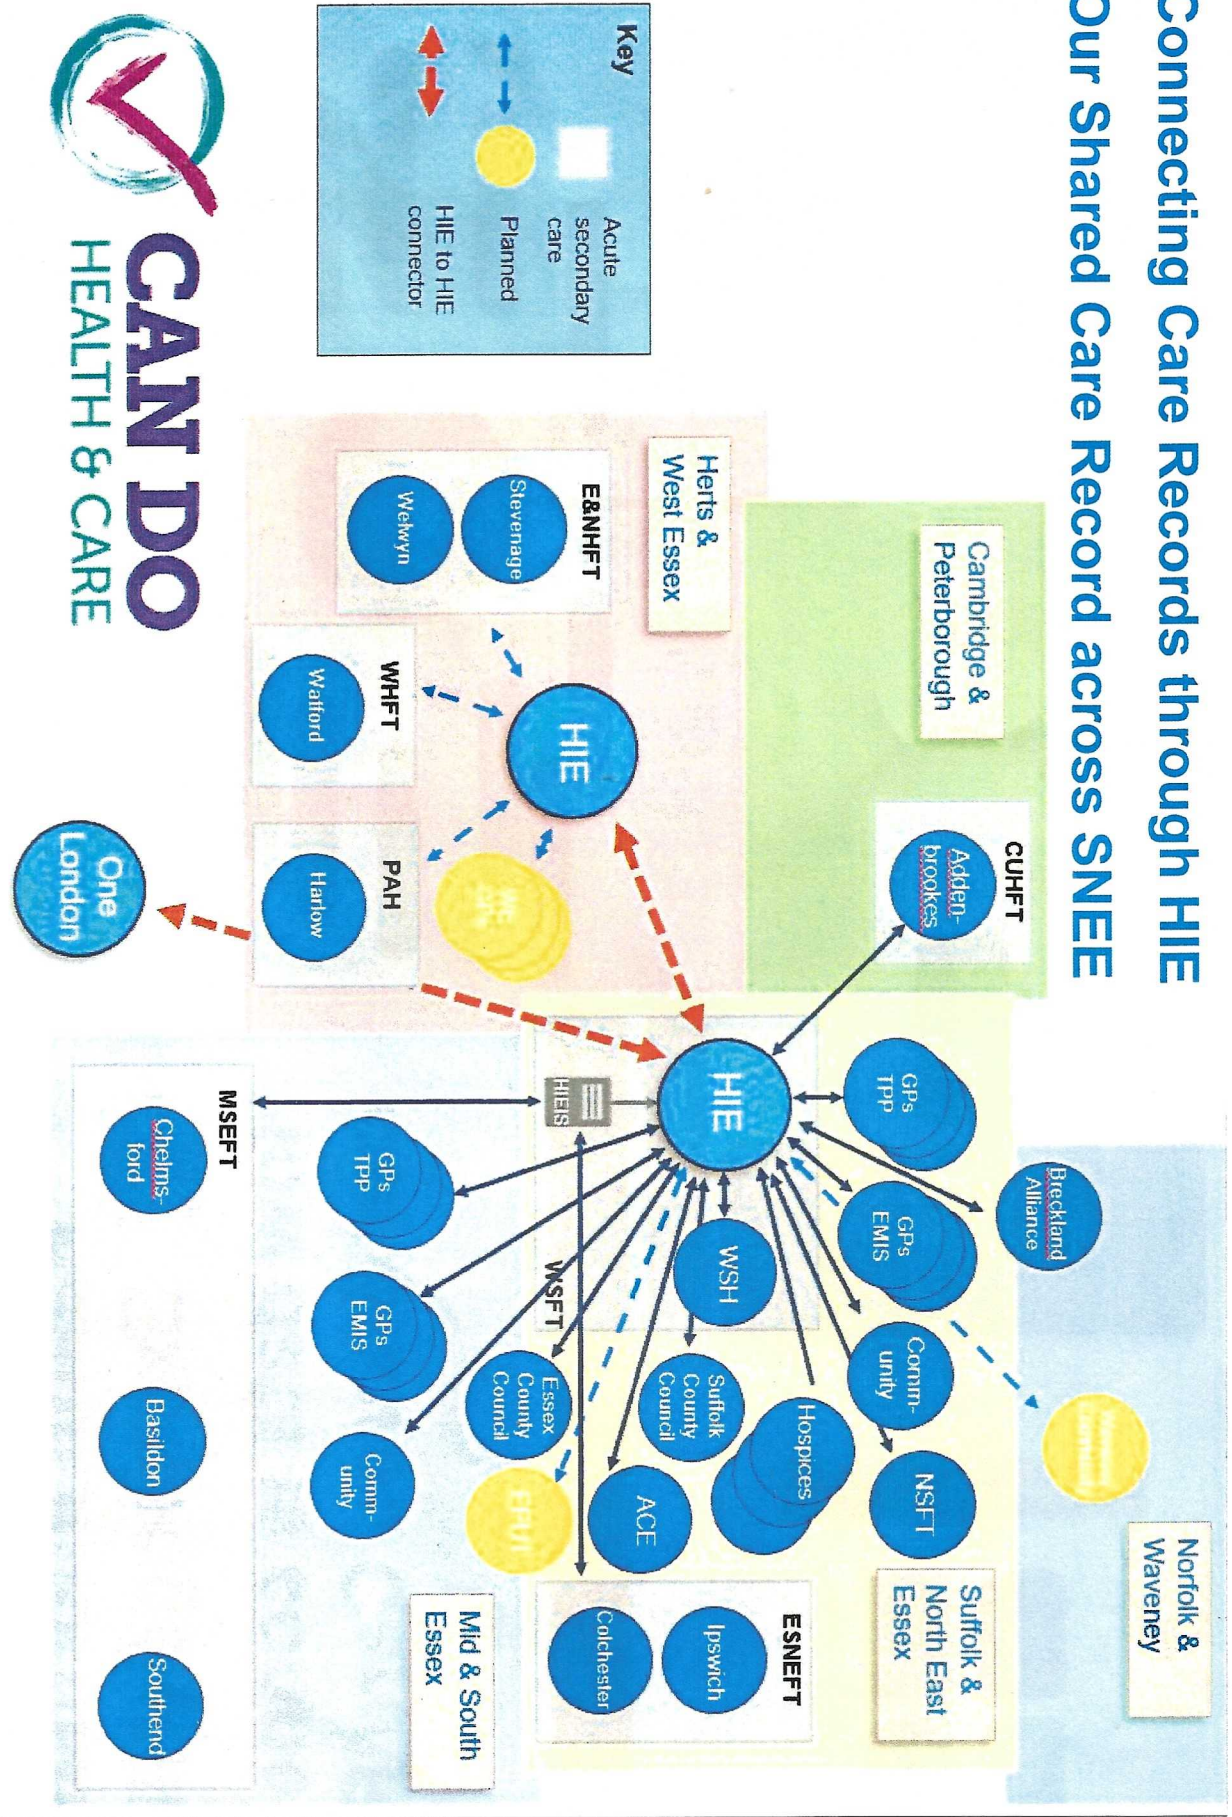 Connecting Care Records through HIE
Our Shared Care Record across SNEE
Key
Acute
secondary
care
Planned
HIE to HIE
connector
CAN DO
HEALTH & CARE
Cambridge &
Peterborough
CUHFT
Adden-
brookes
Herts &
West Essex
E&NHFT
Stevenage
Welwyn
WHFT
Watford
HIE
PAH
Harlow
One
London
Norfolk &
Waveney
Breckland
Alliance
Suffolk &
North East
Essex
GPs
TPP
GPs
EMIS
Comm-
unity
NSFT
HIE
HIEIS
WSH
WSFT
Hospices
Suffolk
County
Council
ACE
Essex
County
Council
ESNEFT
Ipswich
Colchester
Mid & South
Essex
GPs
TPP
GPs
EMIS
Comm-
unity
MSEFT
Chelms-
ford
Basildon
Southend